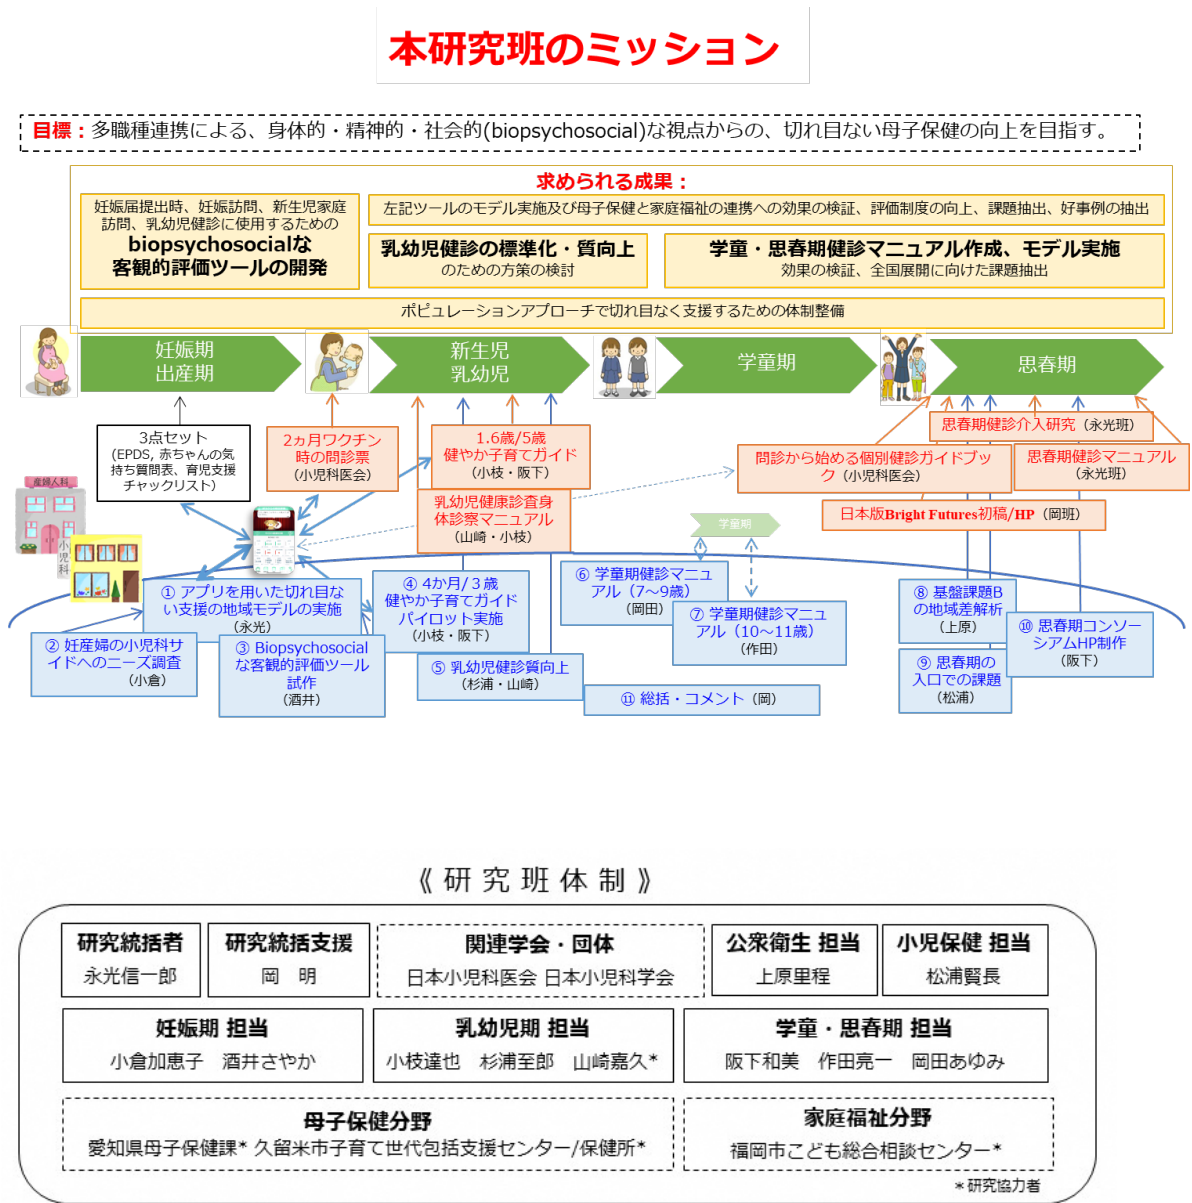 本研究班のミッション
目標：多職種連携による、身体的・精神的・社会的(biopsychosocial)な視点からの、切れ目ない母子保健の向上を目指す。
求められる成果：
妊娠届提出時、妊娠訪問、新生児家庭
訪問、乳幼児健診に使用するための
biopsychosocialな
客観的評価ツールの開発
左記ツールのモデル実施及び母子保健と家庭福祉の連携への効果の検証、評価制度の向上、課題抽出、好事例の抽出
乳幼児健診の標準化・質向上
のための方策の検討
学童・思春期健診マニュアル作成、モデル実施
効果の検証、全国展開に向けた課題抽出
ポピュレーションアプローチで切れ目なく支援するための体制整備
妊娠期
出産期
新生児
乳幼児
学童期
思春期
3点セット
(EPDS, 赤ちゃんの気
持ち質問表、育児支援
チャックリスト）
2ヵ月ワクチン
時の問診票
（小児科医会）
1.6歳/5歳
健やか子育てガイド
（小枝・阪下）
乳幼児健康診査身
体診察マニュアル
（山崎・小枝）
思春期健診介入研究（永光班）
問診から始める個別健診ガイドブッ
ク（小児科医会）
思春期健診マニュアル
（永光班）
日本版Bright Futures初稿/HP（岡班）
産婦人科
小児科
学童期
① アプリを用いた切れ目な
い支援の地域モデルの実施
（永光）
② 妊産婦の小児科サ
イドへのニーズ調査
（小倉）
③ Biopsychosocial
な客観的評価ツール
試作
（酒井）
④ 4か月/３歳
健やか子育てガイド
パイロット実施
（小枝・阪下）
⑤ 乳幼児健診質向上
（杉浦・山崎）
⑥ 学童期健診マニュ
アル（7～9歳）
（岡田）
⑦ 学童期健診マニュ
アル（10～11歳）
（作田）
⑧ 基盤課題B
の地域差解析
（上原）
⑨ 思春期の
入口での課題
（松浦）
⑩ 思春期コンソー
シアムHP制作
（阪下）
⑪ 総括・コメント（岡）
《研究班体制》
研究統括者
永光信一郎
研究統括支援
岡　明
関連学会・団体
日本小児科医会 日本小児科学会
公衆衛生 担当
上原里程
小児保健 担当
松浦賢長
妊娠期 担当
小倉加恵子　酒井さやか
乳幼児期 担当
小枝達也　杉浦至郎　山崎嘉久*
学童・思春期 担当
阪下和美　作田亮一　岡田あゆみ
母子保健分野
愛知県母子保健課* 久留米市子育て世代包括支援センター/保健所*
家庭福祉分野
福岡市こども総合相談センター*
*研究協力者